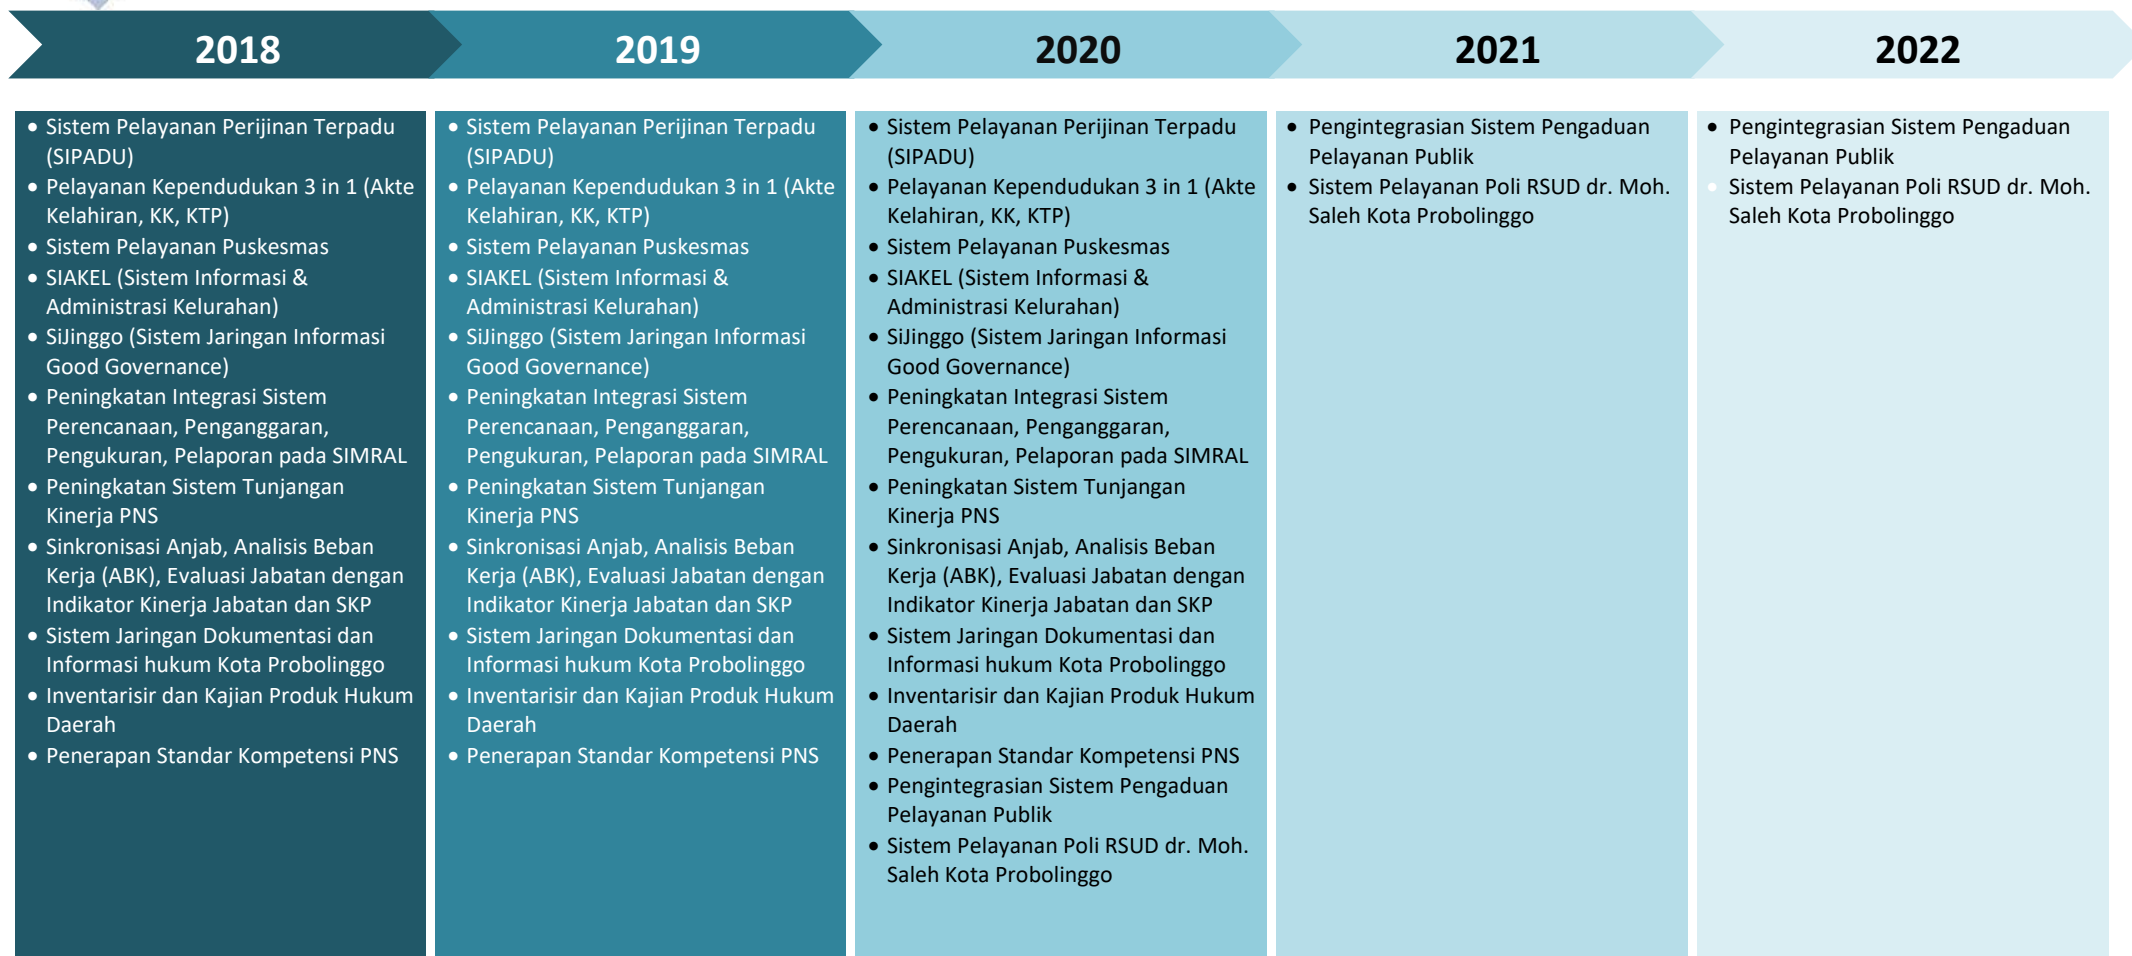 2018
2019
2020
2021
2022
• Sistem Pelayanan Perijinan Terpadu
(SIPADU)
• Pelayanan Kependudukan 3 in 1 (Akte
Kelahiran, KK, KTP)
• Sistem Pelayanan Puskesmas
• SIAKEL (Sistem Informasi &
Administrasi Kelurahan)
• SiJinggo (Sistem Jaringan Informasi
Good Governance)
• Peningkatan Integrasi Sistem
Perencanaan, Penganggaran,
Pengukuran, Pelaporan pada SIMRAL
• Peningkatan Sistem Tunjangan
Kinerja PNS
• Sinkronisasi Anjab, Analisis Beban
Kerja (ABK), Evaluasi Jabatan dengan
Indikator Kinerja Jabatan dan SKP
• Sistem Jaringan Dokumentasi dan
Informasi hukum Kota Probolinggo
• Inventarisir dan Kajian Produk Hukum
Daerah
• Penerapan Standar Kompetensi PNS
• Sistem Pelayanan Perijinan Terpadu
(SIPADU)
• Pelayanan Kependudukan 3 in 1 (Akte
Kelahiran, KK, KTP)
• Sistem Pelayanan Puskesmas
• SIAKEL (Sistem Informasi &
Administrasi Kelurahan)
• SiJinggo (Sistem Jaringan Informasi
Good Governance)
• Peningkatan Integrasi Sistem
Perencanaan, Penganggaran,
Pengukuran, Pelaporan pada SIMRAL
• Peningkatan Sistem Tunjangan
Kinerja PNS
• Sinkronisasi Anjab, Analisis Beban
Kerja (ABK), Evaluasi Jabatan dengan
Indikator Kinerja Jabatan dan SKP
• Sistem Jaringan Dokumentasi dan
Informasi hukum Kota Probolinggo
• Inventarisir dan Kajian Produk Hukum
Daerah
• Penerapan Standar Kompetensi PNS
• Sistem Pelayanan Perijinan Terpadu
(SIPADU)
• Pelayanan Kependudukan 3 in 1 (Akte
Kelahiran, KK, KTP)
• Sistem Pelayanan Puskesmas
• SIAKEL (Sistem Informasi &
Administrasi Kelurahan)
• SiJinggo (Sistem Jaringan Informasi
Good Governance)
• Peningkatan Integrasi Sistem
Perencanaan, Penganggaran,
Pengukuran, Pelaporan pada SIMRAL
• Peningkatan Sistem Tunjangan
Kinerja PNS
• Sinkronisasi Anjab, Analisis Beban
Kerja (ABK), Evaluasi Jabatan dengan
Indikator Kinerja Jabatan dan SKP
• Sistem Jaringan Dokumentasi dan
Informasi hukum Kota Probolinggo
• Inventarisir dan Kajian Produk Hukum
Daerah
• Penerapan Standar Kompetensi PNS
• Pengintegrasian Sistem Pengaduan
Pelayanan Publik
• Sistem Pelayanan Poli RSUD dr. Moh.
Saleh Kota Probolinggo
• Pengintegrasian Sistem Pengaduan
Pelayanan Publik
• Sistem Pelayanan Poli RSUD dr. Moh.
Saleh Kota Probolinggo
• Pengintegrasian Sistem Pengaduan
Pelayanan Publik
• Sistem Pelayanan Poli RSUD dr. Moh.
Saleh Kota Probolinggo